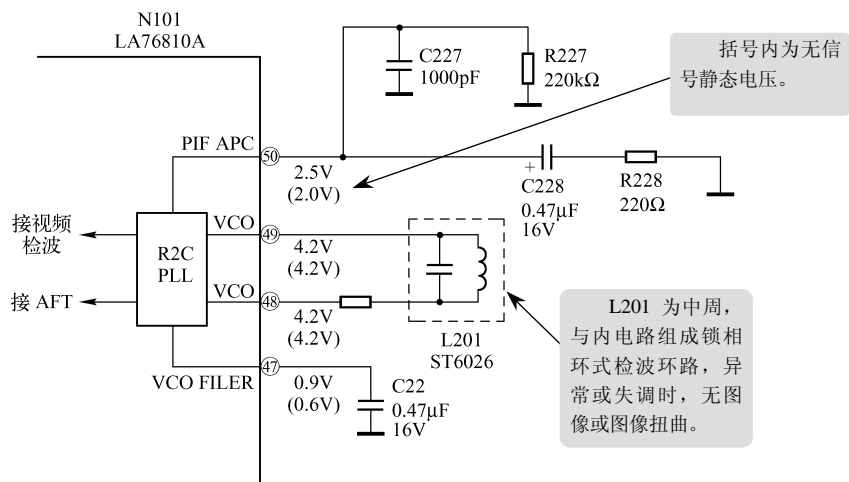 N101
LA76810A
C227
1000pF
R227
220kΩ
括号内为无信
号静态电压。
PIF APC
50
2.5V
(2.0V)
+
C228
0.47μF
16V
R228
220Ω
接视频
检波
R2C
PLL
VCO
49
4.2V
(4.2V)
接 AFT
VCO
48
4.2V
(4.2V)
L201
ST6026
L201 为中周，
与内电路组成锁相
环式检波环路，异
常或失调时，无图
像或图像扭曲。
VCO FILER
47
0.9V
(0.6V)
C22
0.47μF
16V